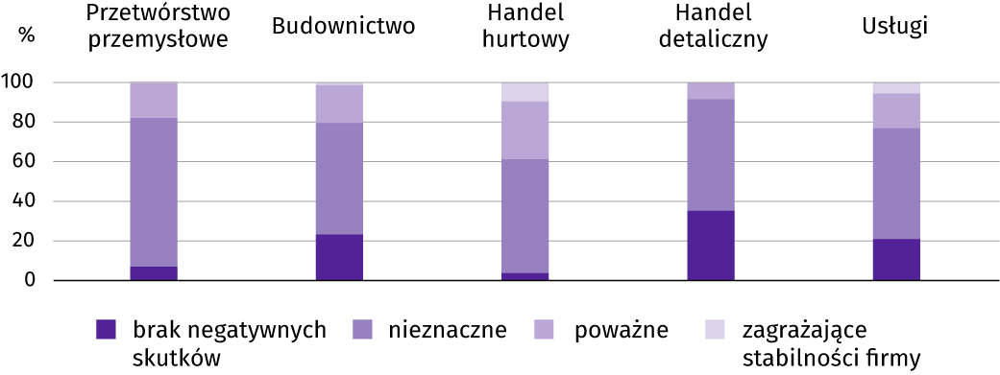 %
Przetwórstwo
przemysłowe
Budownictwo
Handel
hurtowy
Handel
detaliczny
Usługi
100
80
60
40
20
0
brak negatywnych
skutków
nieznaczne
poważne
zagrażające
stabilności firmy